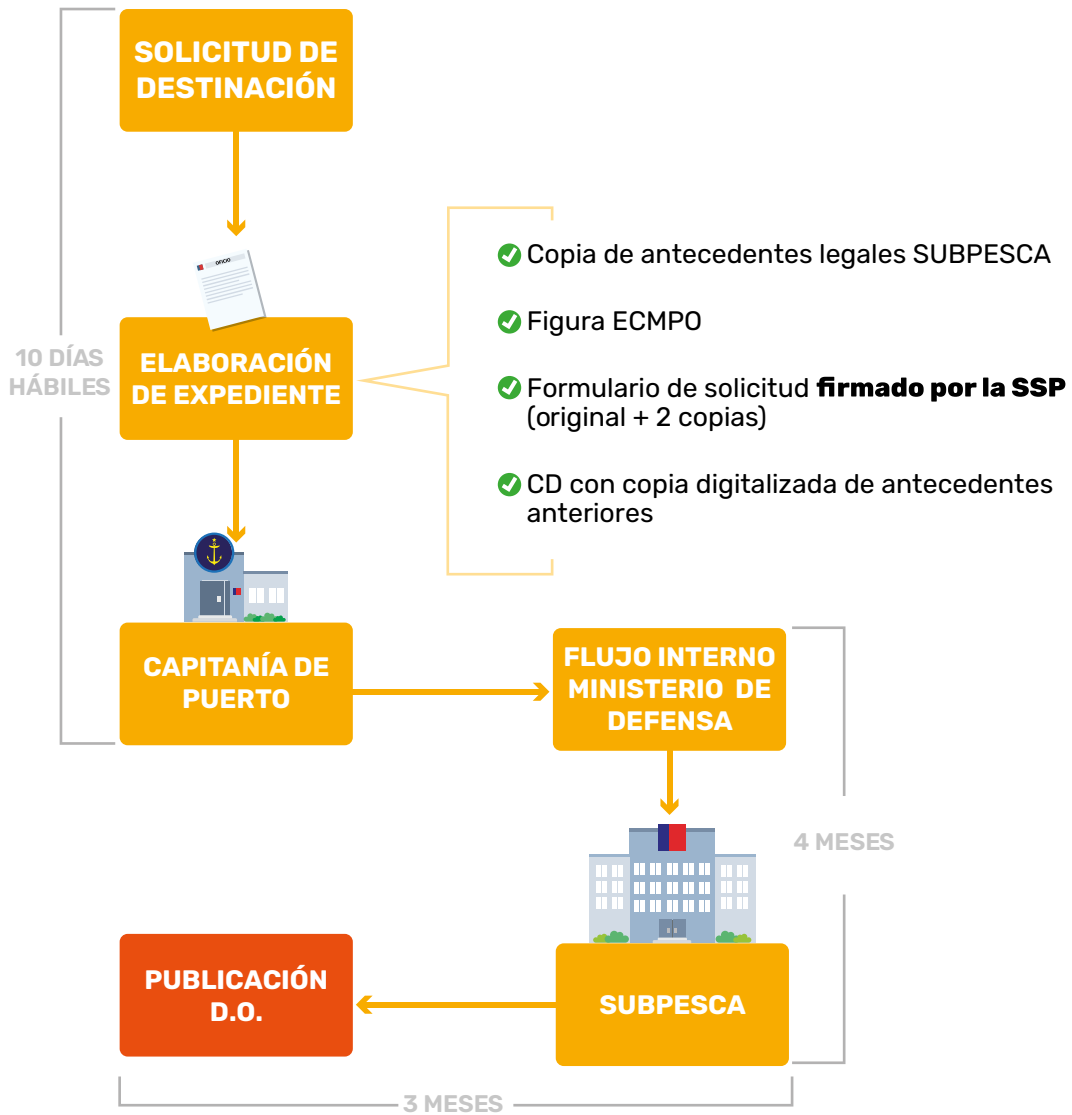 SOLICITUD DE
DESTINACIÓN
OFICIO
10 DÍAS
HÁBILES
ELABORACIÓN
DE EXPEDIENTE
Copia de antecedentes legales SUBPESCA
Figura ECMPO
Formulario de solicitud firmado por la SSP
(original + 2 copias)
CD con copia digitalizada de antecedentes
anteriores
CAPITANÍA DE
PUERTO
FLUJO INTERNO
MINISTERIO DE
DEFENSA
4 MESES
SUBPESCA
PUBLICACIÓN
D.O.
3 MESES